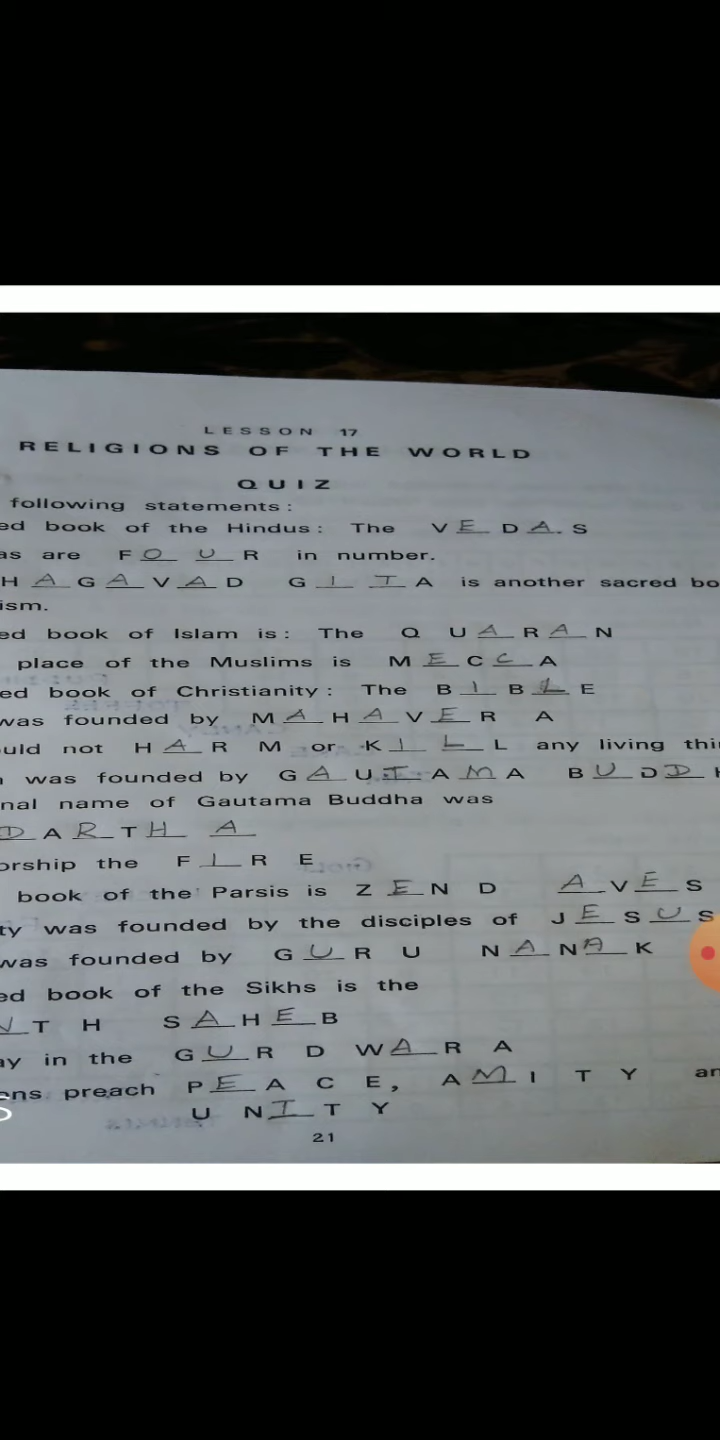 LESSON 17
RELIGIONS OF THE WORLD
QUIZ
following statements:
ed book of the Hindus: The VEDAS
as are FOUR in number.
HAGAVAD GITA is another sacred bo
ism.
ed book of Islam is: The QUARAN
place of the Muslims is MECCA
ed book of Christianity: The BIBLE
was founded by MAHAVERA
uld not HARM or KILL any living thi
was founded by GAUTAMA BUDDH
nal name of Gautama Buddha was
DARTHA
orship the FIRE
book of the Parsis is ZEND AVES
ty was founded by the disciples of JESUS
was founded by GURU NANAK
ed book of the Sikhs is the
NTH SAHEB
ay in the GURDWARA
ens preach PEACE, AMITY an
UNITY
21